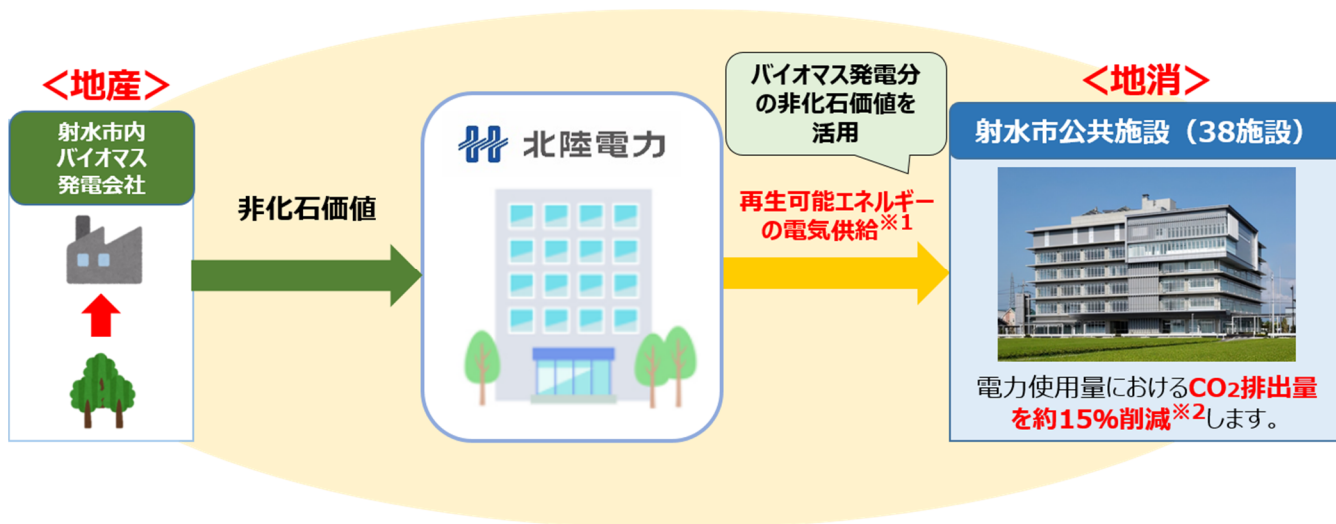 <地産>
射水市内
バイオマス
発電会社
非化石価値
北陸電力
バイオマス発電分
の非化石価値を
活用
再生可能エネルギー
の電気供給※1
<地消>
射水市公共施設（38施設）
電力使用量におけるCO2排出量
を約15%削減※2します。